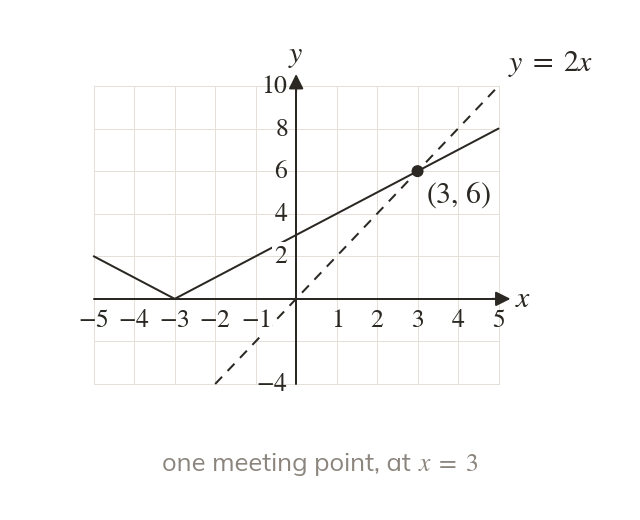 y
y = 2x
10
8
6
(3, 6)
4
2
x
−5 −4 −3 −2 −1 1 2 3 4 5
−4
one meeting point, at x = 3